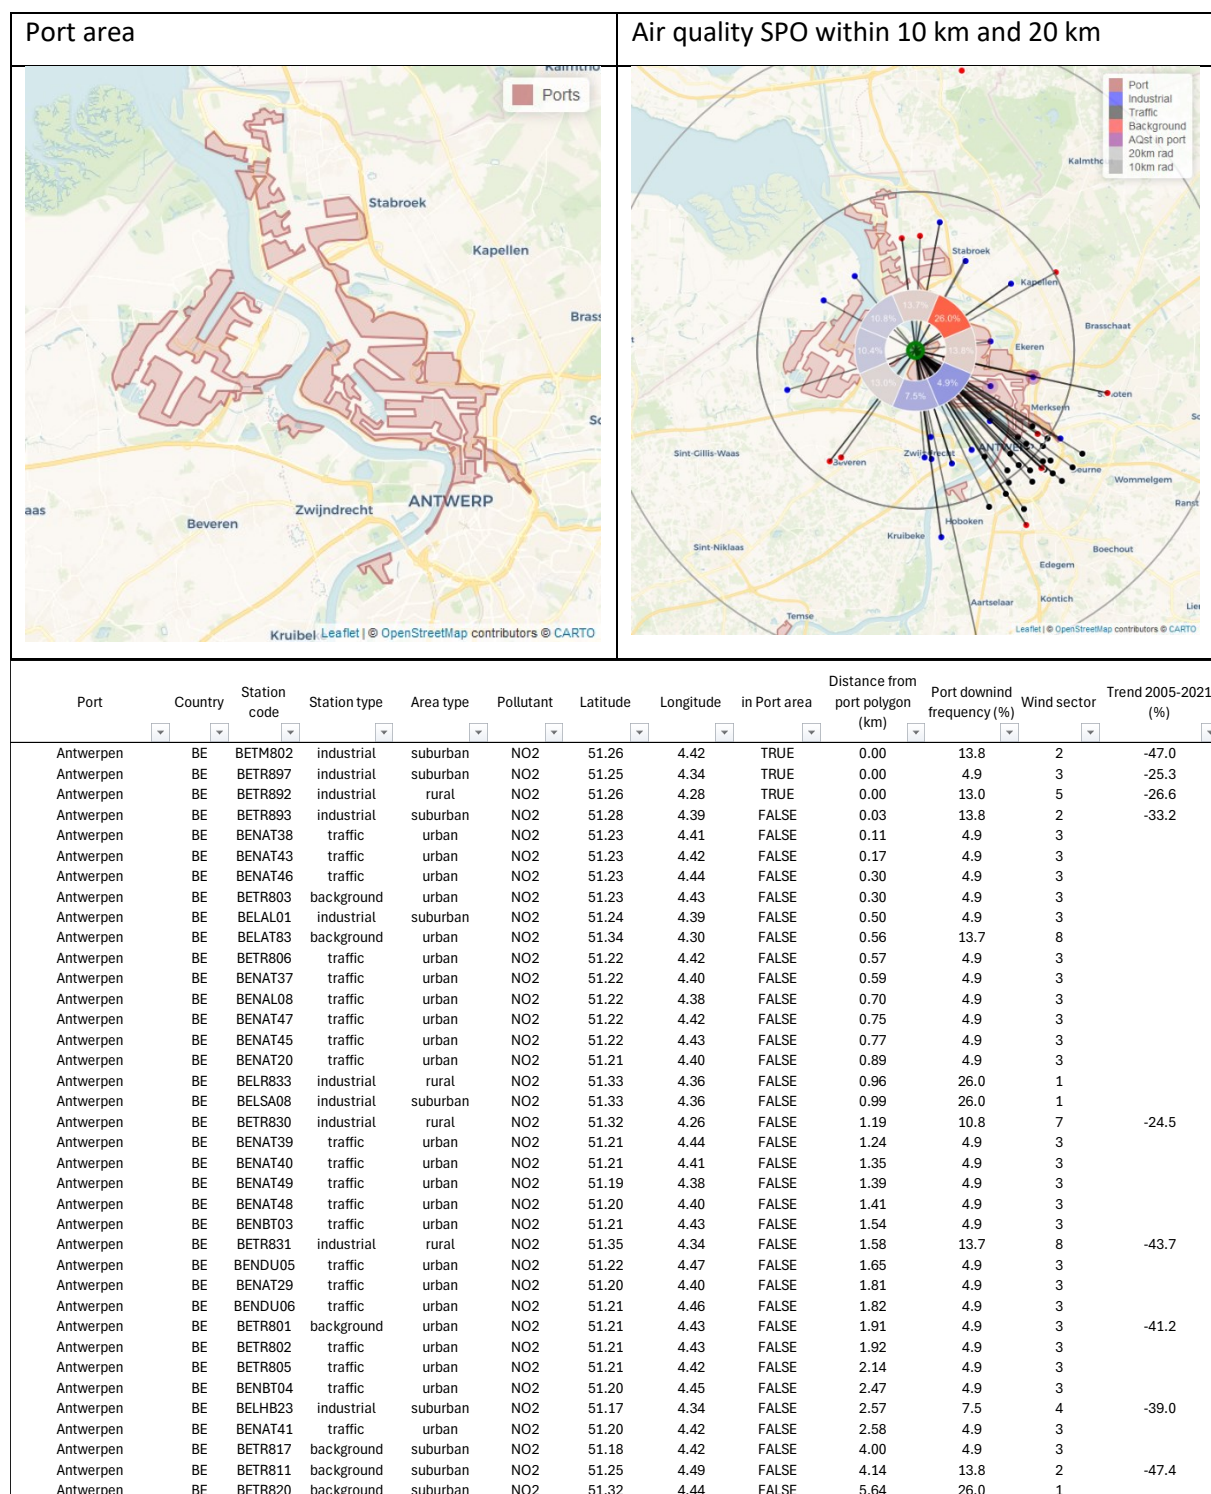 Port area
Air quality SPO within 10 km and 20 km
Ports
Stabroek
Kapellen
Brass
ANTWERP
Zwijndrecht
Beveren
aas
Leaflet | © OpenStreetMap contributors © CARTO
Port
Industrial
Traffic
Background
AQst in port
20km rad
10km rad
Stabroek
Kapellen
Brasschaat
13.7%
26.0%
10.8%
10.4%
13.8%
4.9%
7.5%
Ekeren
Merksem
Sint-Gillis-Waas
Beveren
Wommelgem
Ranst
Hoboken
Kruibeke
Sint-Niklaas
Boechout
Edegem
Aartselaar
Kontich
Temse
Leaflet | © OpenStreetMap contributors © CARTO
Port Country Station code Station type Area type Pollutant Latitude Longitude in Port area Distance from port polygon (km) Port downind frequency (%) Wind sector Trend 2005-2021 (%)
Antwerpen BE BETM802 industrial suburban NO2 51.26 4.42 TRUE 0.00 13.8 2 -47.0
Antwerpen BE BETR897 industrial suburban NO2 51.25 4.34 TRUE 0.00 4.9 3 -25.3
Antwerpen BE BETR892 industrial rural NO2 51.26 4.28 TRUE 0.00 13.0 5 -26.6
Antwerpen BE BETR893 industrial suburban NO2 51.28 4.39 FALSE 0.03 13.8 2 -33.2
Antwerpen BE BENAT38 traffic urban NO2 51.23 4.41 FALSE 0.11 4.9 3
Antwerpen BE BENAT43 traffic urban NO2 51.23 4.42 FALSE 0.17 4.9 3
Antwerpen BE BENAT46 traffic urban NO2 51.23 4.44 FALSE 0.30 4.9 3
Antwerpen BE BETR803 background urban NO2 51.23 4.43 FALSE 0.30 4.9 3
Antwerpen BE BELAL01 industrial suburban NO2 51.24 4.39 FALSE 0.50 4.9 3
Antwerpen BE BELAT83 background urban NO2 51.34 4.30 FALSE 0.56 13.7 8
Antwerpen BE BETR806 traffic urban NO2 51.22 4.42 FALSE 0.57 4.9 3
Antwerpen BE BENAT37 traffic urban NO2 51.22 4.40 FALSE 0.59 4.9 3
Antwerpen BE BENAL08 traffic urban NO2 51.22 4.38 FALSE 0.70 4.9 3
Antwerpen BE BENAT47 traffic urban NO2 51.22 4.42 FALSE 0.75 4.9 3
Antwerpen BE BENAT45 traffic urban NO2 51.22 4.43 FALSE 0.77 4.9 3
Antwerpen BE BENAT20 traffic urban NO2 51.21 4.40 FALSE 0.89 4.9 3
Antwerpen BE BELR833 industrial rural NO2 51.33 4.36 FALSE 0.96 26.0 1
Antwerpen BE BELSA08 industrial suburban NO2 51.33 4.36 FALSE 0.99 26.0 1
Antwerpen BE BETR830 industrial rural NO2 51.32 4.26 FALSE 1.19 10.8 7 -24.5
Antwerpen BE BENAT39 traffic urban NO2 51.21 4.44 FALSE 1.24 4.9 3
Antwerpen BE BENAT40 traffic urban NO2 51.21 4.41 FALSE 1.35 4.9 3
Antwerpen BE BENAT49 traffic urban NO2 51.19 4.38 FALSE 1.39 4.9 3
Antwerpen BE BENAT48 traffic urban NO2 51.20 4.40 FALSE 1.41 4.9 3
Antwerpen BE BENBT03 traffic urban NO2 51.21 4.43 FALSE 1.54 4.9 3
Antwerpen BE BETR831 industrial rural NO2 51.35 4.34 FALSE 1.58 13.7 8 -43.7
Antwerpen BE BENDU05 traffic urban NO2 51.22 4.47 FALSE 1.65 4.9 3
Antwerpen BE BENAT29 traffic urban NO2 51.20 4.40 FALSE 1.81 4.9 3
Antwerpen BE BENDU06 traffic urban NO2 51.21 4.46 FALSE 1.82 4.9 3
Antwerpen BE BETR801 background urban NO2 51.21 4.43 FALSE 1.91 4.9 3 -41.2
Antwerpen BE BETR802 traffic urban NO2 51.21 4.43 FALSE 1.92 4.9 3
Antwerpen BE BETR805 traffic urban NO2 51.21 4.42 FALSE 2.14 4.9 3
Antwerpen BE BENBT04 traffic urban NO2 51.20 4.45 FALSE 2.47 4.9 3
Antwerpen BE BELHB23 industrial suburban NO2 51.17 4.34 FALSE 2.57 7.5 4 -39.0
Antwerpen BE BENAT41 traffic urban NO2 51.20 4.42 FALSE 2.58 4.9 3
Antwerpen BE BETR817 background suburban NO2 51.18 4.42 FALSE 4.00 4.9 3
Antwerpen BE BETR811 background suburban NO2 51.25 4.49 FALSE 4.14 13.8 2 -47.4
Antwerpen BE BETR820 background suburban NO2 51.32 4.44 FALSE 5.64 26.0 1